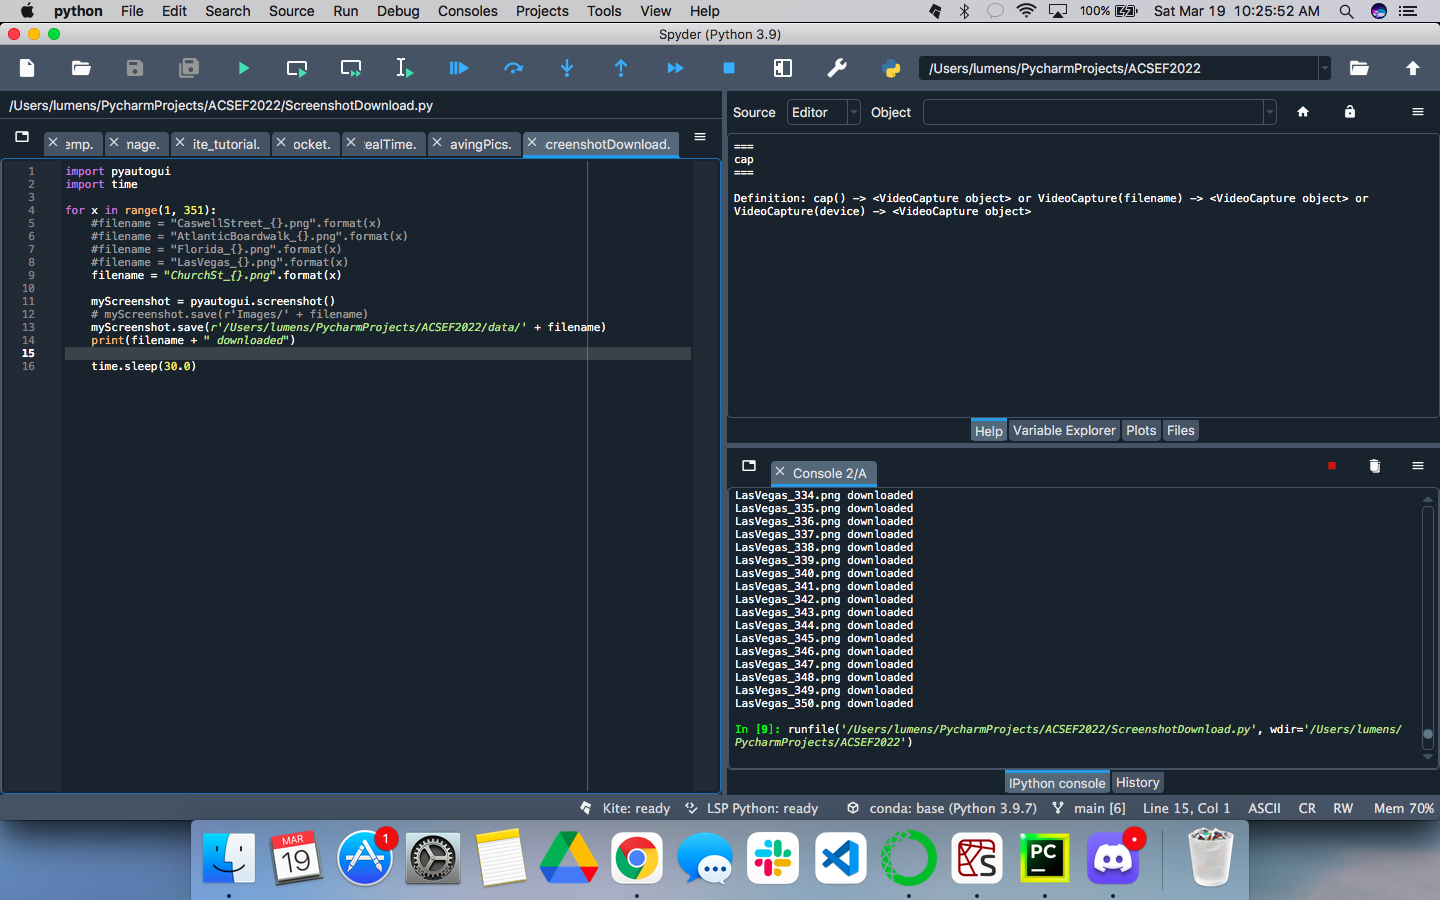 python File Edit Search Source Run Debug Consoles Projects Tools View Help 100% Sat Mar 19 10:25:52 AM
Spyder (Python 3.9)
/Users/lumens/PycharmProjects/ACSEF2022
/Users/lumens/PycharmProjects/ACSEF2022/ScreenshotDownload.py
emp. nage. ite_tutorial. ocket. ealTime. avingPics. creenshotDownload.
1 import pyautogui
2 import time
3
4 for x in range(1, 351):
5 #filename = "CaswellStreet_{}.png".format(x)
6 #filename = "AtlanticBoardwalk_{}.png".format(x)
7 #filename = "Florida_{}.png".format(x)
8 #filename = "LasVegas_{}.png".format(x)
9 filename = "ChurchSt_{}.png".format(x)
10
11 myScreenshot = pyautogui.screenshot()
12 # myScreenshot.save(r'Images/' + filename)
13 myScreenshot.save(r'/Users/lumens/PycharmProjects/ACSEF2022/data/' + filename)
14 print(filename + " downloaded")
15
16 time.sleep(30.0)
Source Editor Object
===
cap
===
Definition: cap() -> <VideoCapture object> or VideoCapture(filename) -> <VideoCapture object> or
VideoCapture(device) -> <VideoCapture object>
Help Variable Explorer Plots Files
Console 2/A
LasVegas_334.png downloaded
LasVegas_335.png downloaded
LasVegas_336.png downloaded
LasVegas_337.png downloaded
LasVegas_338.png downloaded
LasVegas_339.png downloaded
LasVegas_340.png downloaded
LasVegas_341.png downloaded
LasVegas_342.png downloaded
LasVegas_343.png downloaded
LasVegas_344.png downloaded
LasVegas_345.png downloaded
LasVegas_346.png downloaded
LasVegas_347.png downloaded
LasVegas_348.png downloaded
LasVegas_349.png downloaded
LasVegas_350.png downloaded
In [9]: runfile('/Users/lumens/PycharmProjects/ACSEF2022/ScreenshotDownload.py', wdir='/Users/lumens/
PycharmProjects/ACSEF2022')
IPython console History
Kite: ready LSP Python: ready conda: base (Python 3.9.7) main [6] Line 15, Col 1 ASCII CR RW Mem 70%
MAR
19
1
PC